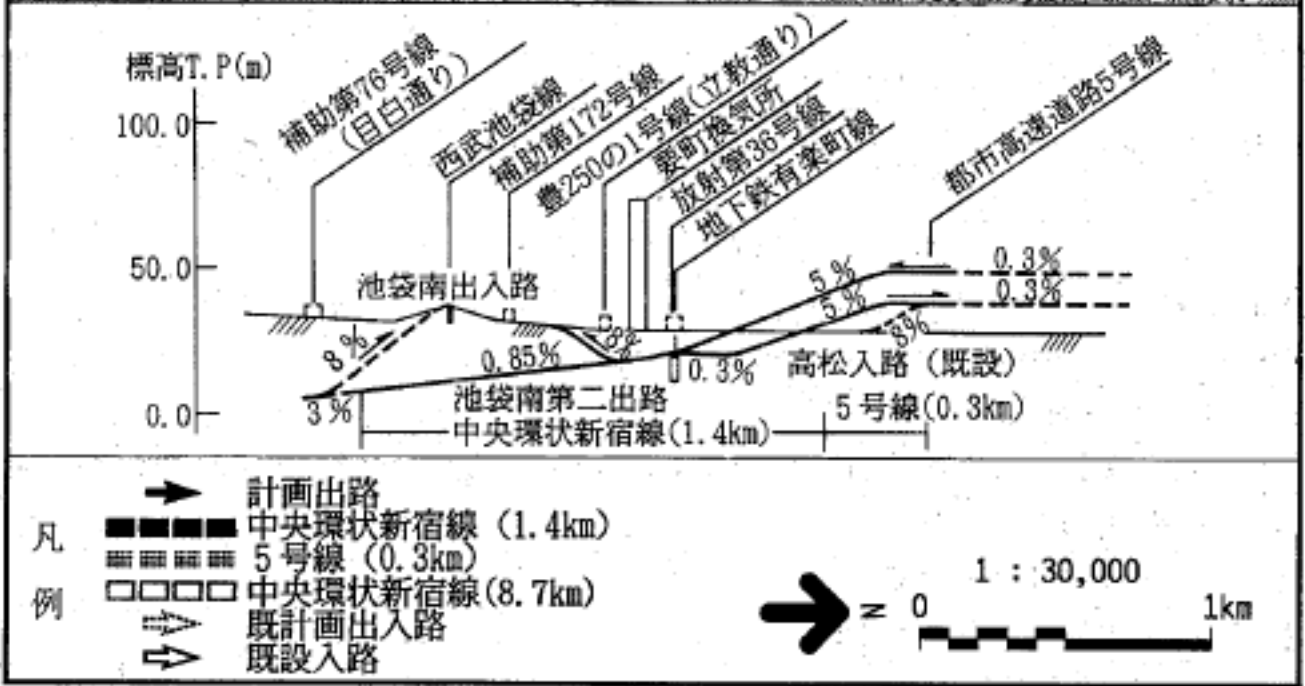 標高T.P(m)
100.0
50.0
0.0
補助第76号線
(目白通り)
西武池袋線
補助第172号線
豊250の1号線(立教通り)
要町換気所
放射第36号線
地下鉄有楽町線
都市高速道路5号線
池袋南出入路
8%
3%
0.85%
8%
0.3%
5%
5%
0.3%
0.3%
8%
池袋南第二出路
高松入路(既設)
中央環状新宿線(1.4km)
5号線(0.3km)
凡例
計画出路
中央環状新宿線(1.4km)
5号線(0.3km)
中央環状新宿線(8.7km)
既計画出入路
既設入路
N
1:30,000
0
1km